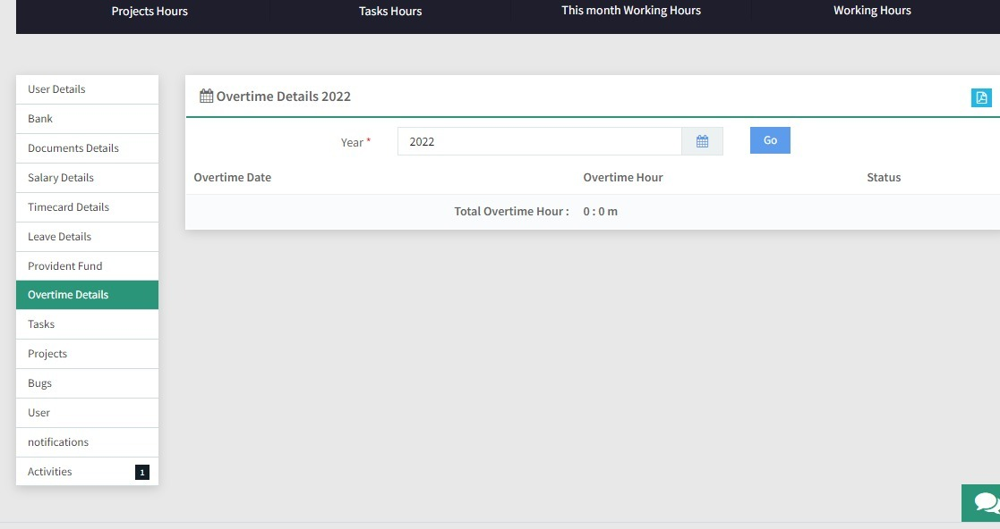 Projects Hours
Tasks Hours
This month Working Hours
Working Hours
User Details
Bank
Documents Details
Salary Details
Timecard Details
Leave Details
Provident Fund
Overtime Details
Tasks
Projects
Bugs
User
notifications
Activities 1
Overtime Details 2022
Year * 2022 Go
Overtime Date Overtime Hour Status
Total Overtime Hour : 0 : 0 m